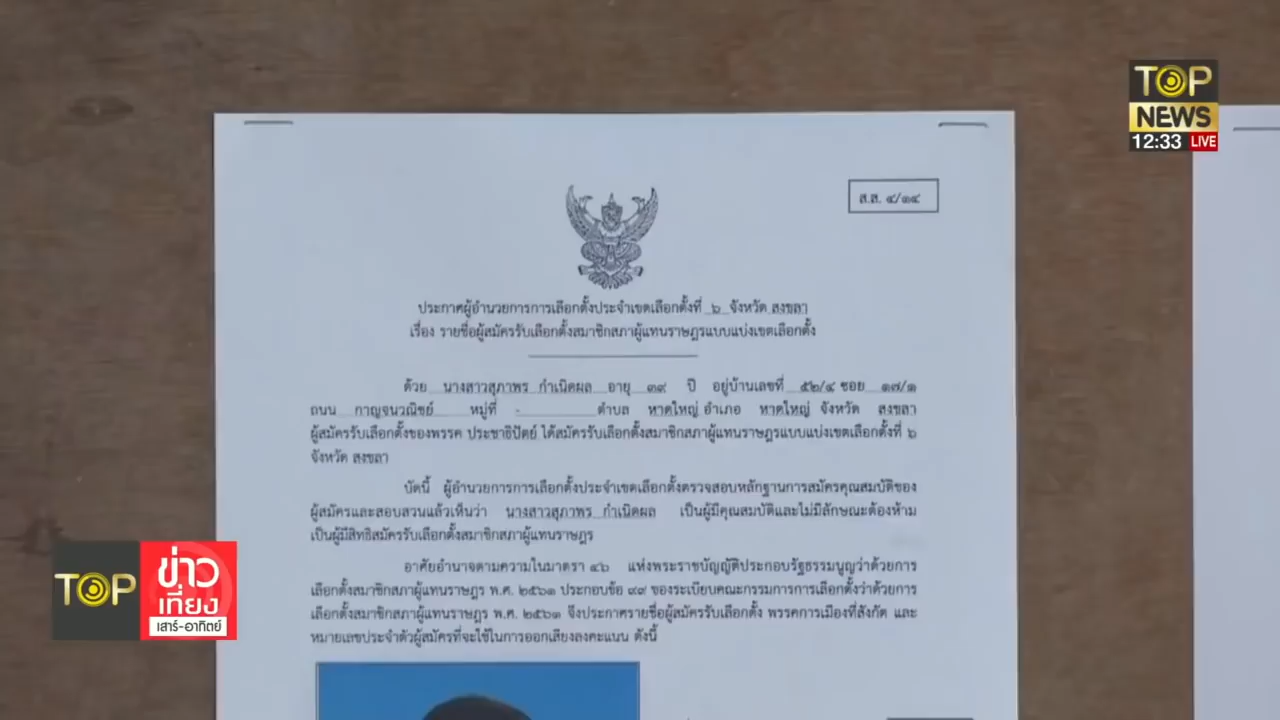 TOP
NEWS
12:33 LIVE
ส.ส. ๔/๑๔
ประกาศผู้อำนวยการการเลือกตั้งประจำเขตเลือกตั้งที่ ๖ จังหวัด สงขลา
เรื่อง รายชื่อผู้สมัครรับเลือกตั้งสมาชิกสภาผู้แทนราษฎรแบบแบ่งเขตเลือกตั้ง
ด้วย นางสาวสุภาพร กำเนิดผล อายุ ๓๙ ปี อยู่บ้านเลขที่ ๕๒/๔ ซอย ๑๗/๑
ถนน กาญจนวณิชย์ หมู่ที่ - ตำบล หาดใหญ่ อำเภอ หาดใหญ่ จังหวัด สงขลา
ผู้สมัครรับเลือกตั้งของพรรค ประชาธิปัตย์ ได้สมัครรับเลือกตั้งสมาชิกสภาผู้แทนราษฎรแบบแบ่งเขตเลือกตั้งที่ ๖
จังหวัด สงขลา
บัดนี้ ผู้อำนวยการการเลือกตั้งประจำเขตเลือกตั้งตรวจสอบหลักฐานการสมัครคุณสมบัติของ
ผู้สมัครและสอบสวนแล้วเห็นว่า นางสาวสุภาพร กำเนิดผล เป็นผู้มีคุณสมบัติและไม่มีลักษณะต้องห้าม
เป็นผู้มีสิทธิสมัครรับเลือกตั้งสมาชิกสภาผู้แทนราษฎร
อาศัยอำนาจตามความในมาตรา ๔๖ แห่งพระราชบัญญัติประกอบรัฐธรรมนูญว่าด้วยการ
เลือกตั้งสมาชิกสภาผู้แทนราษฎร พ.ศ. ๒๕๖๑ ประกอบข้อ ๙๙ ของระเบียบคณะกรรมการการเลือกตั้งว่าด้วยการ
เลือกตั้งสมาชิกสภาผู้แทนราษฎร พ.ศ. ๒๕๖๑ จึงประกาศรายชื่อผู้สมัครรับเลือกตั้ง พรรคการเมืองที่สังกัด และ
หมายเลขประจำตัวผู้สมัครที่จะใช้ในการออกเสียงลงคะแนน ดังนี้
TOP
ข่าว
เที่ยง
เสาร์-อาทิตย์